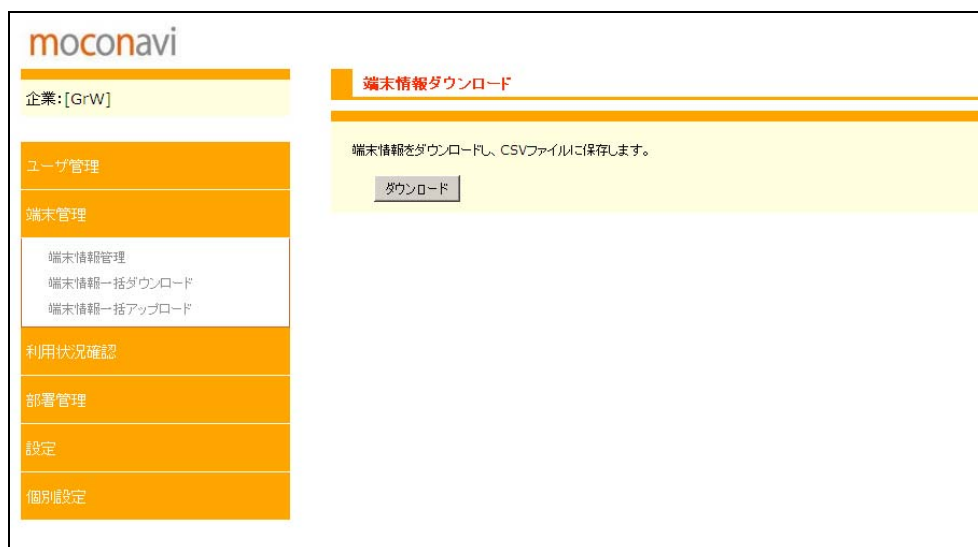 moconavi
企業:[GrW]
ユーザ管理
端末管理
端末情報管理
端末情報一括ダウンロード
端末情報一括アップロード
利用状況確認
部署管理
設定
個別設定
端末情報ダウンロード
端末情報をダウンロードし、CSVファイルに保存します。
ダウンロード